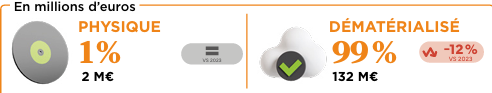 En millions d'euros
PHYSIQUE
1%
=
VS 2023
2 M€
DÉMATÉRIALISÉ
99%
-12%
VS 2023
132 M€